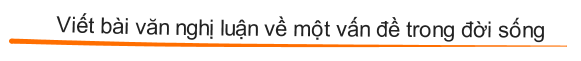 Viết bài văn nghị luận về một vấn đề trong đời sống